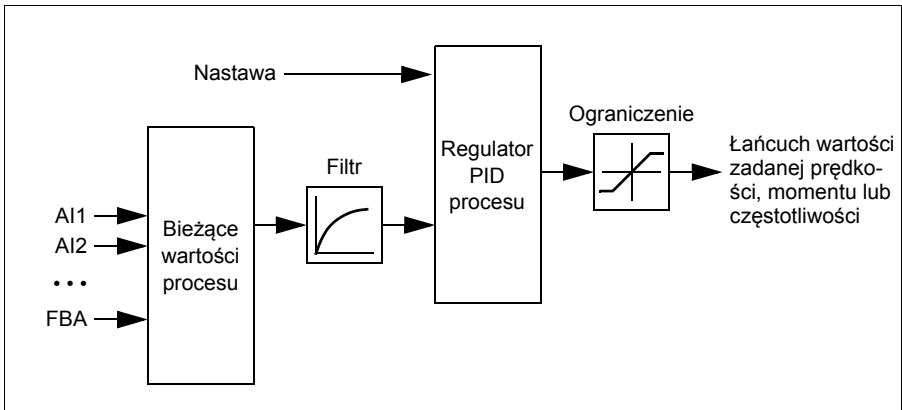 Nastawa
Ograniczenie
Regulator
PID
procesu
Łańcuch wartości
zadanej prędko-
ści, momentu lub
częstotliwości
Filtr
AI1
AI2
•••
FBA
Bieżące
wartości
procesu